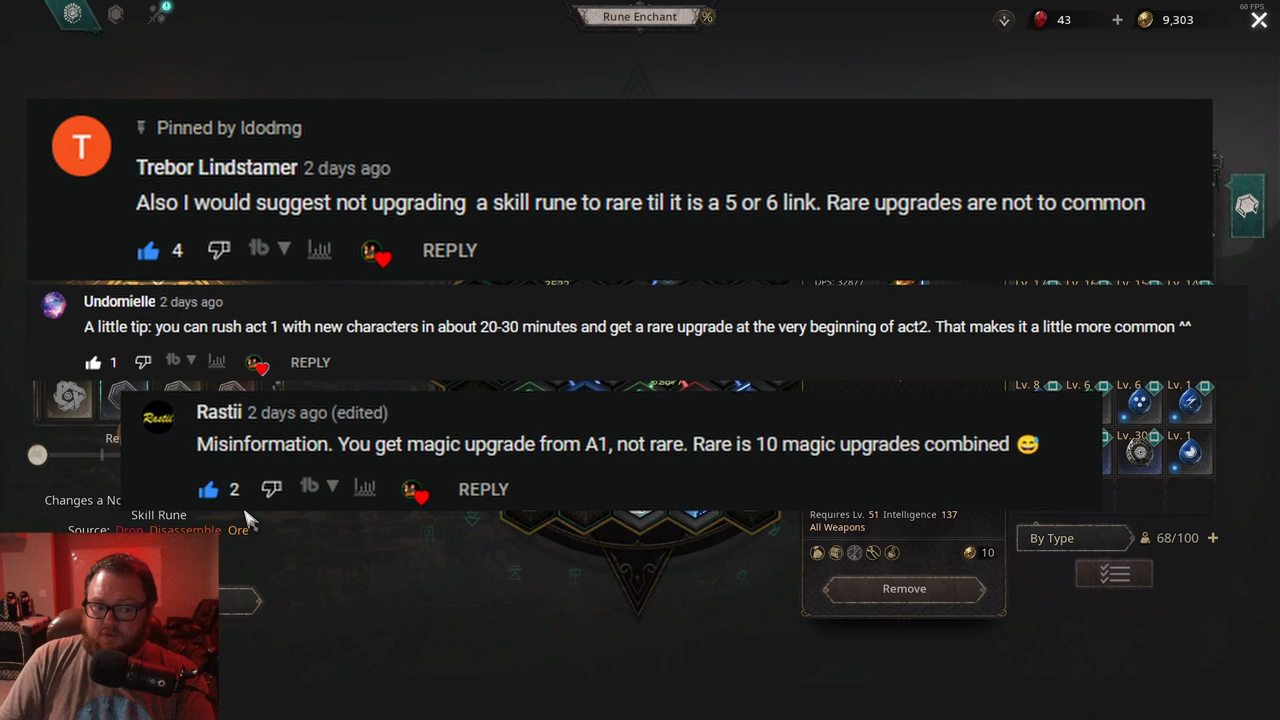 60 FPS
Rune Enchant
%
43
9,303
T
Pinned by Idodmg
Trebor Lindstamer 2 days ago
Also I would suggest not upgrading a skill rune to rare til it is a 5 or 6 link. Rare upgrades are not to common
4
REPLY
Undomielle 2 days ago
A little tip: you can rush act 1 with new characters in about 20-30 minutes and get a rare upgrade at the very beginning of act2. That makes it a little more common ^^
1
REPLY
Lv. 8 Lv. 6 Lv. 6 Lv. 1
Rastii
Rastii 2 days ago (edited)
Misinformation. You get magic upgrade from A1, not rare. Rare is 10 magic upgrades combined 😅
Lv. 30 Lv. 1
2
REPLY
Changes a No
Skill Rune
Source: Drop Disassemble Ore
Requires Lv. 51 Intelligence 137
All Weapons
By Type
68/100
10
Remove